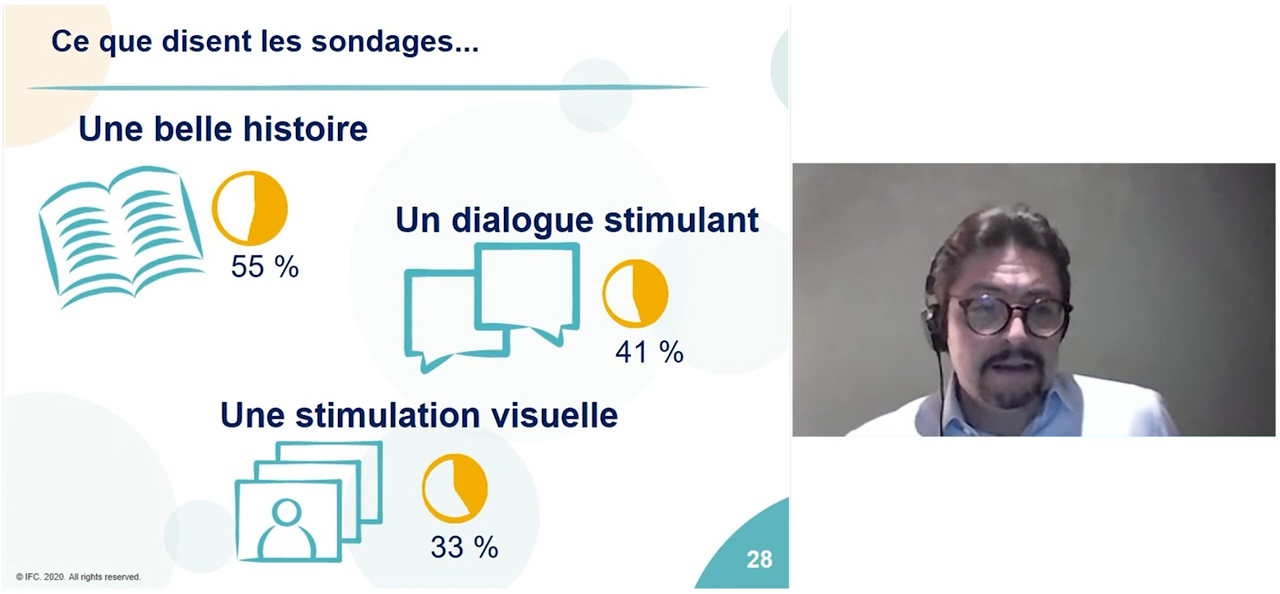 Ce que disent les sondages...
Une belle histoire
55 %
Un dialogue stimulant
41 %
Une stimulation visuelle
33 %
28
© IFC. 2020. All rights reserved.